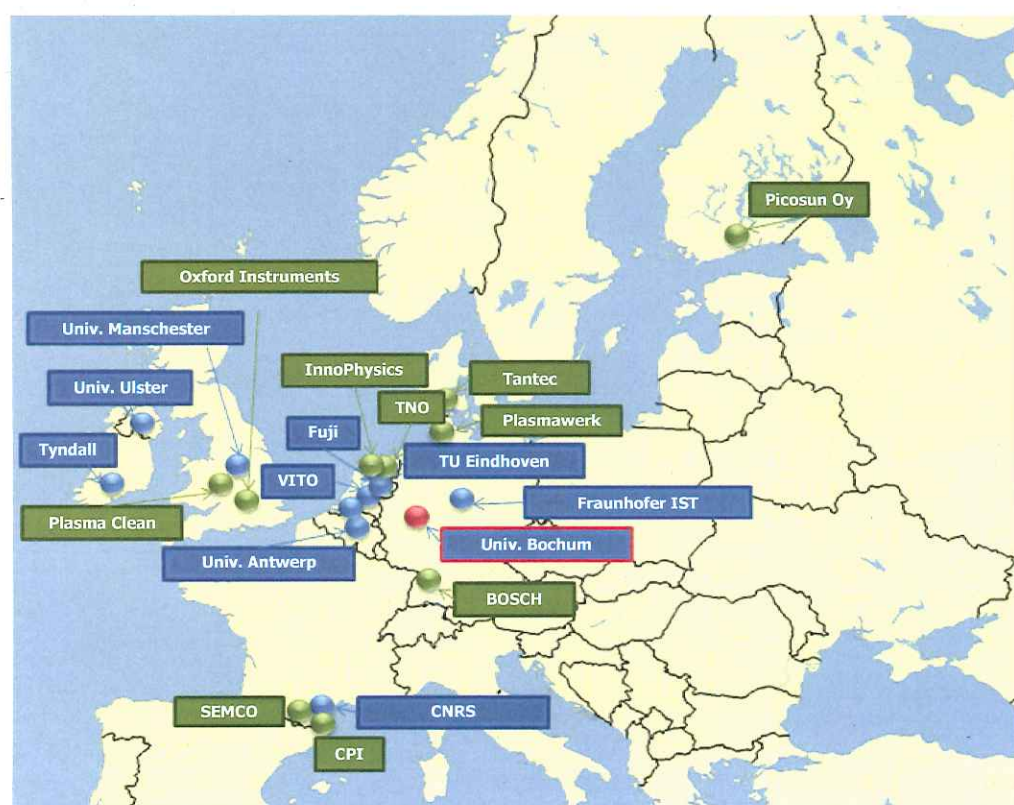 Picosun Oy
Oxford Instruments
Univ. Manschester
InnoPhysics
Tantec
Univ. Ulster
TNO
Plasmawerk
Fuji
Tyndall
TU Eindhoven
VITO
Fraunhofer IST
Plasma Clean
Univ. Bochum
Univ. Antwerp
BOSCH
SEMCO
CNRS
CPI